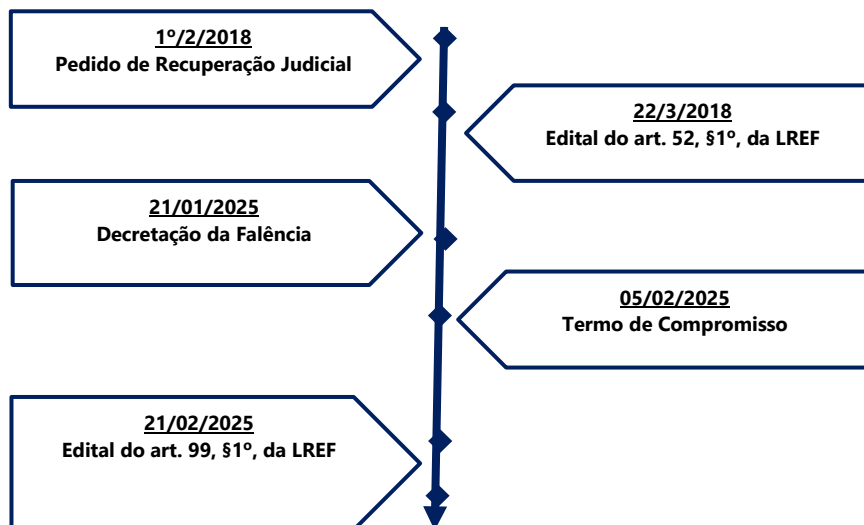 1º/2/2018
Pedido de Recuperação Judicial
22/3/2018
Edital do art. 52, §1º, da LREF
21/01/2025
Decretação da Falência
05/02/2025
Termo de Compromisso
21/02/2025
Edital do art. 99, §1º, da LREF